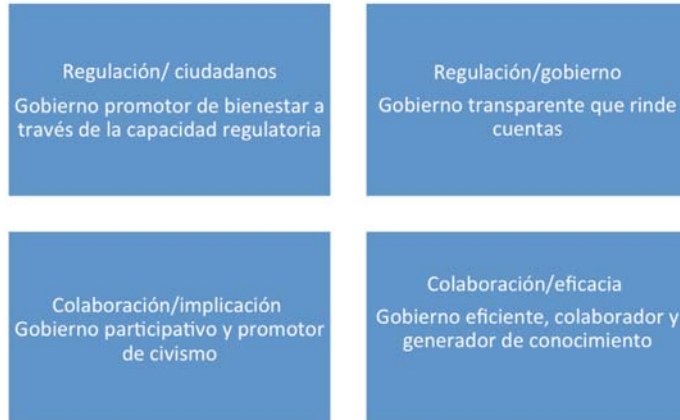 Regulación/ ciudadanos
Gobierno promotor de bienestar a
través de la capacidad regulatoria
Regulación/gobierno
Gobierno transparente que rinde
cuentas
Colaboración/implicación
Gobierno participativo y promotor
de civismo
Colaboración/eficacia
Gobierno eficiente, colaborador y
generador de conocimiento